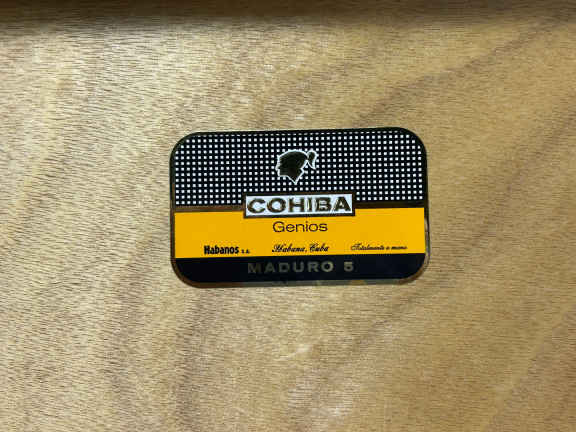 COHIBA
Genios
Habanos s.a. Habana, Cuba Totalmente a mano
MADURO 5